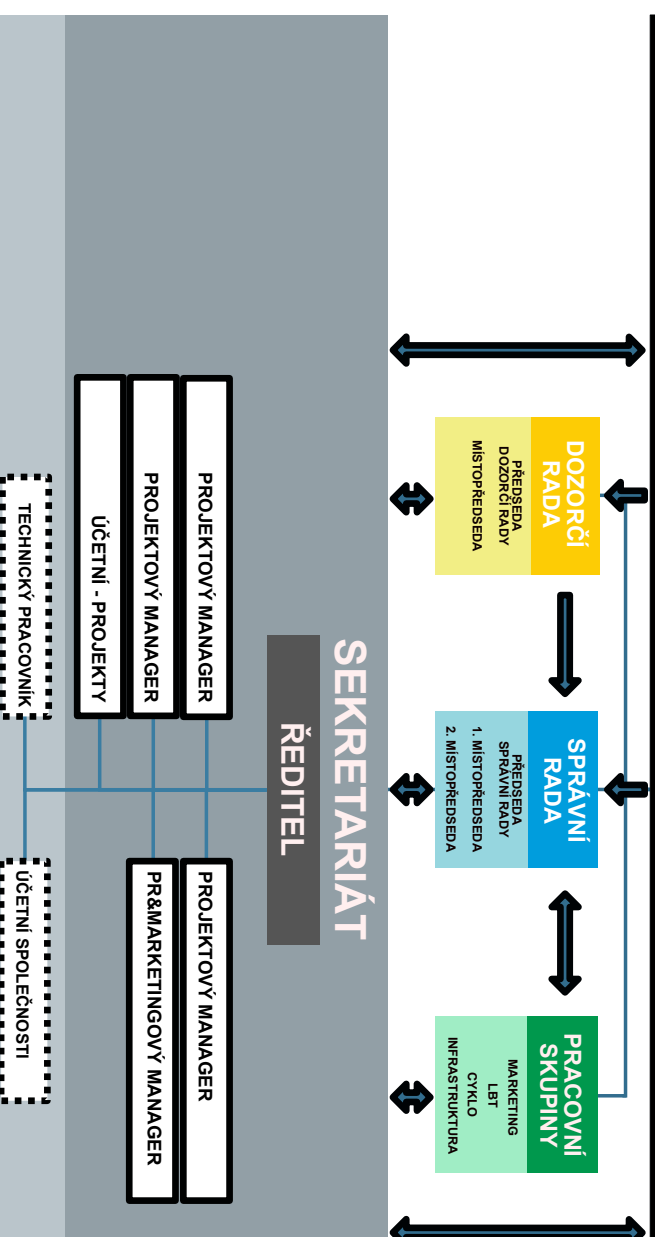 DOZORČÍ
RADA
PŘEDSEDA
DOZORČÍ RADY
MÍSTOPŘEDSEDA
SPRÁVNÍ
RADA
PŘEDSEDA
SPRÁVNÍ RADY
1. MÍSTOPŘEDSEDA
2. MÍSTOPŘEDSEDA
PRACOVNÍ
SKUPINY
MARKETING
LBT
CYKLO
INFRASTRUKTURA
SEKRETARIÁT
ŘEDITEL
PROJEKTOVÝ MANAGER
PROJEKTOVÝ MANAGER
PROJEKTOVÝ MANAGER
PR&MARKETINGOVÝ MANAGER
ÚČETNÍ - PROJEKTY
TECHNICKÝ PRACOVNÍK
ÚČETNÍ SPOLEČNOSTI